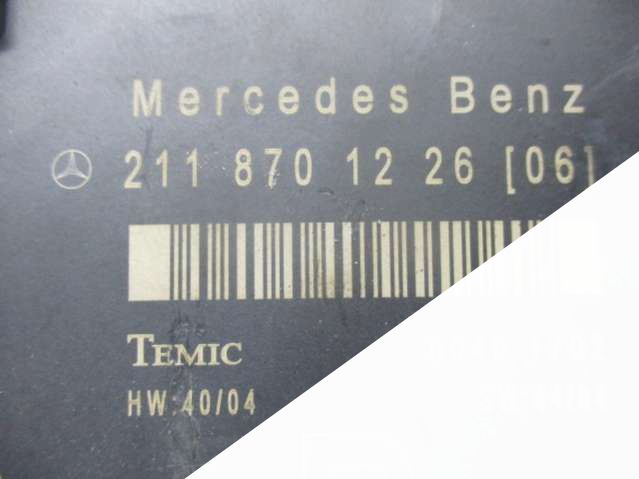 Mercedes Benz
211 870 12 26 [06]
TEMIC
HW:40/04